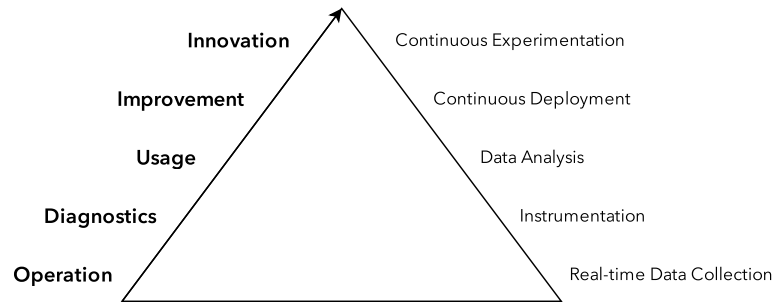 Innovation
Continuous Experimentation
Improvement
Continuous Deployment
Usage
Data Analysis
Diagnostics
Instrumentation
Operation
Real-time Data Collection